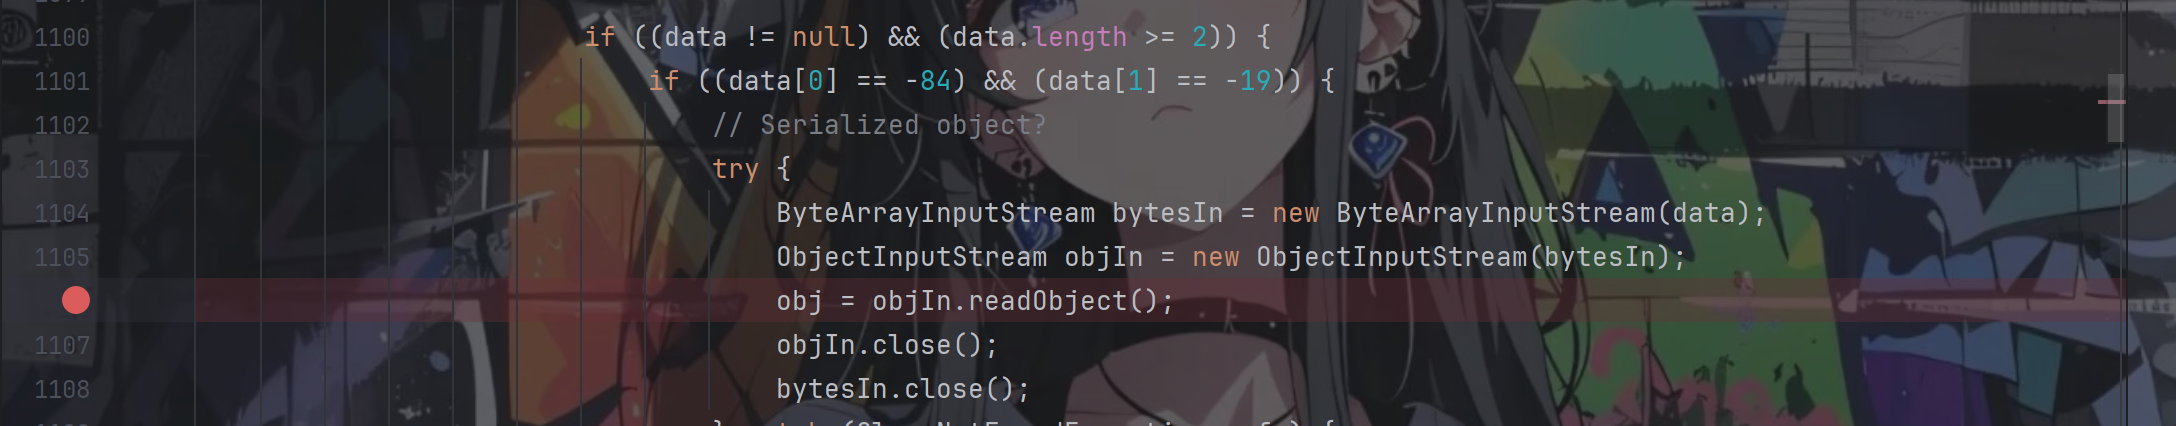 1100 if ((data != null) && (data.length >= 2)) {
1101 if ((data[0] == -84) && (data[1] == -19)) {
1102 // Serialized object?
1103 try {
1104 ByteArrayInputStream bytesIn = new ByteArrayInputStream(data);
1105 ObjectInputStream objIn = new ObjectInputStream(bytesIn);
obj = objIn.readObject();
1107 objIn.close();
1108 bytesIn.close();